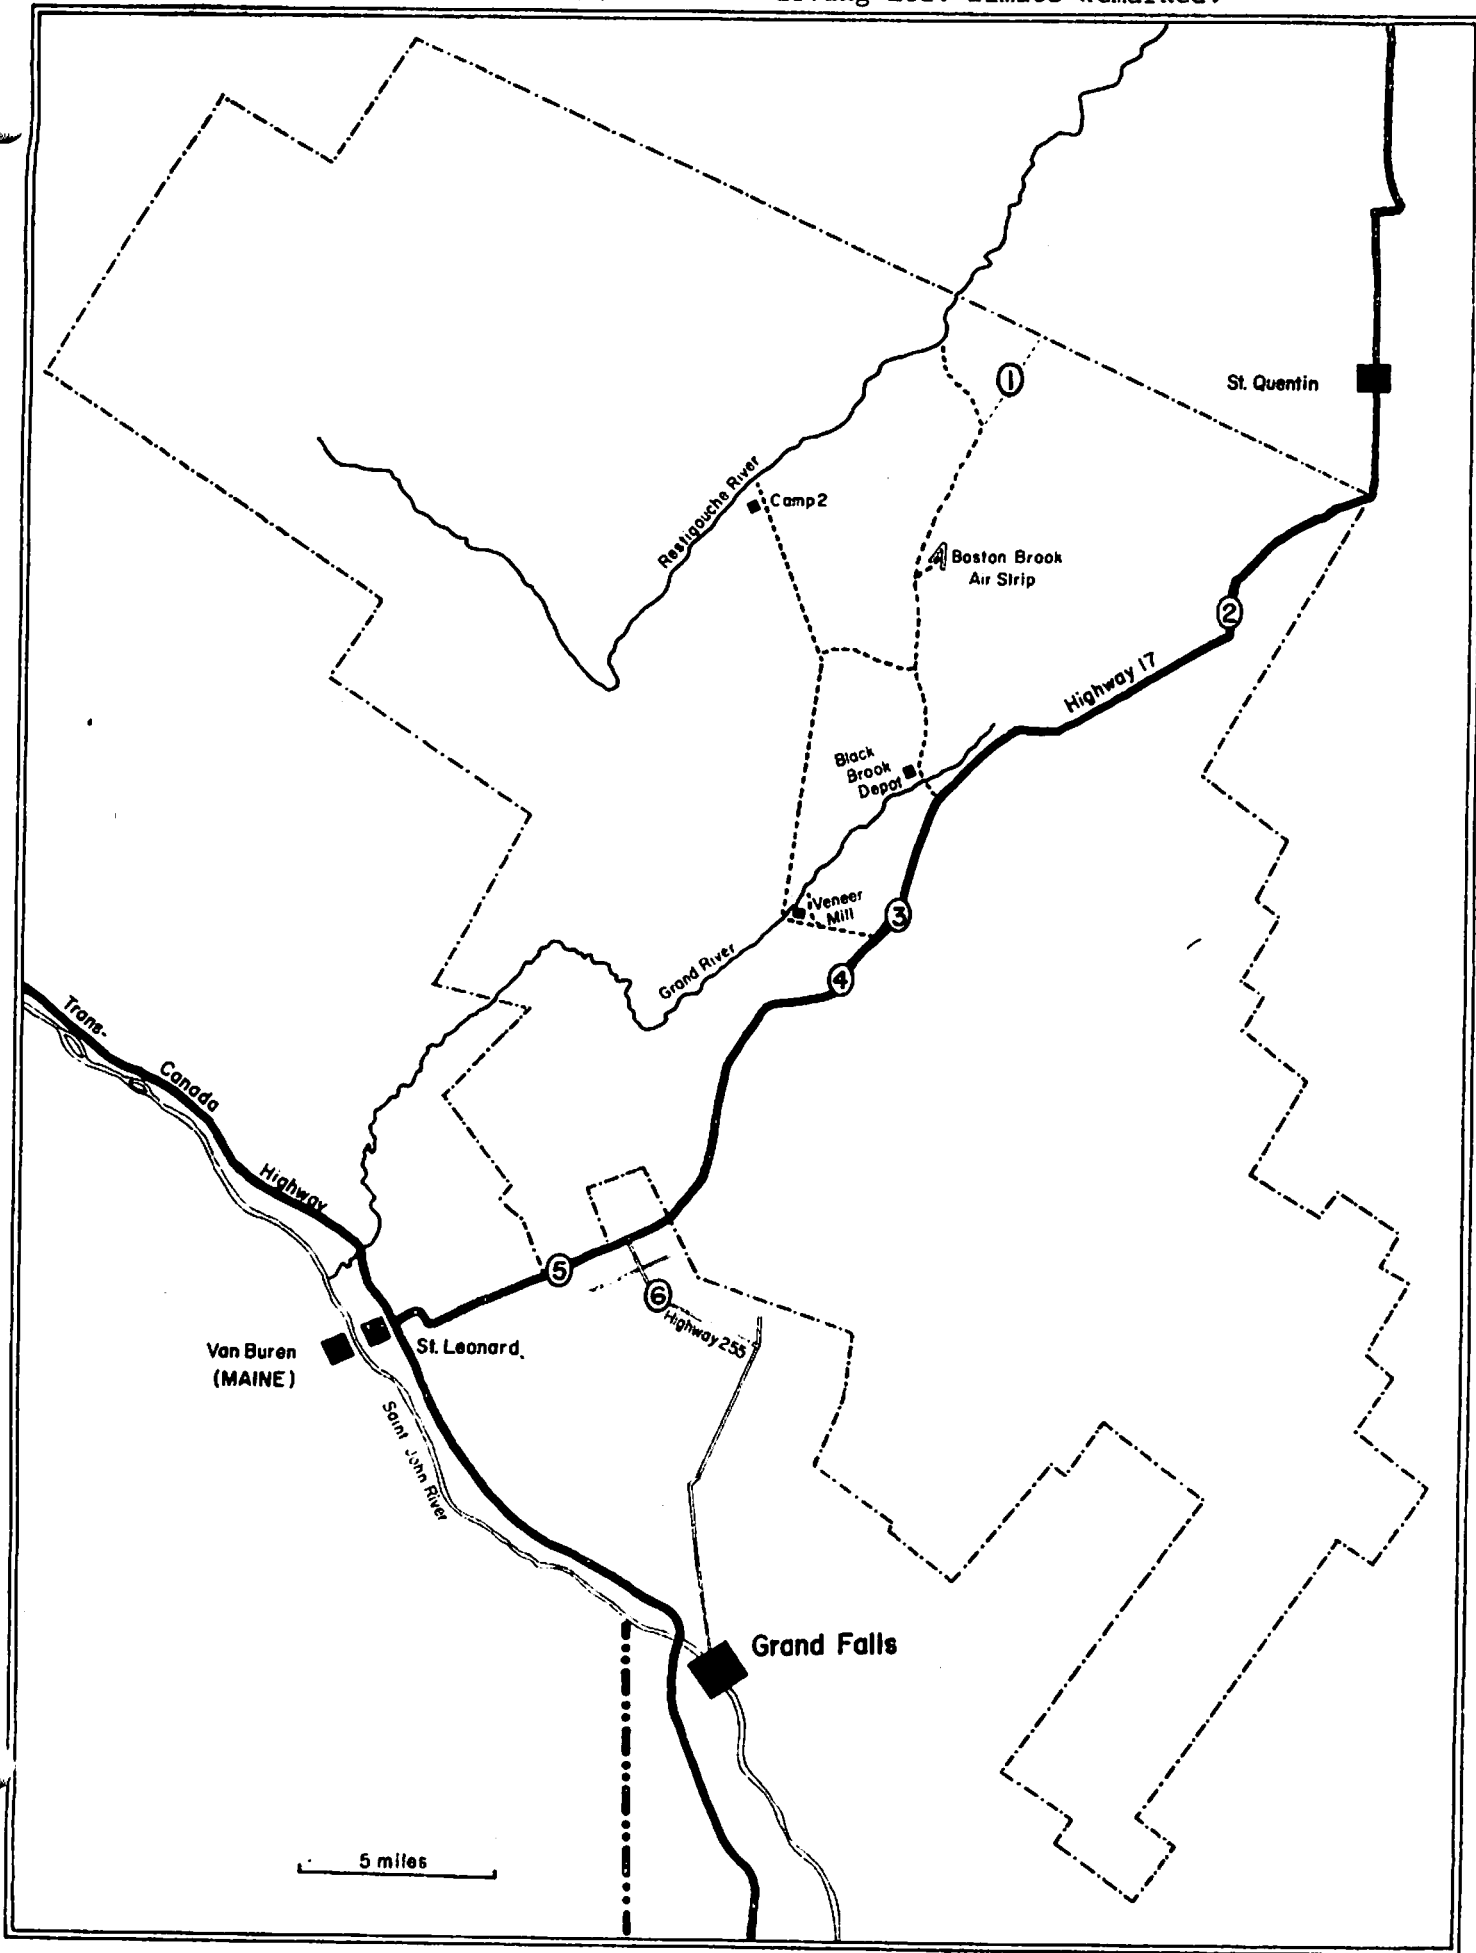 St. Quentin
1
Restigouche River
Camp 2
Boston Brook
Air Strip
2
Highway 17
Black
Brook
Depot
Veneer
Mill
3
Grand River
4
Trans-
Canada
Highway
5
6
Highway 255
Van Buren
(MAINE)
St. Leonard
Saint John River
Grand Falls
5 miles